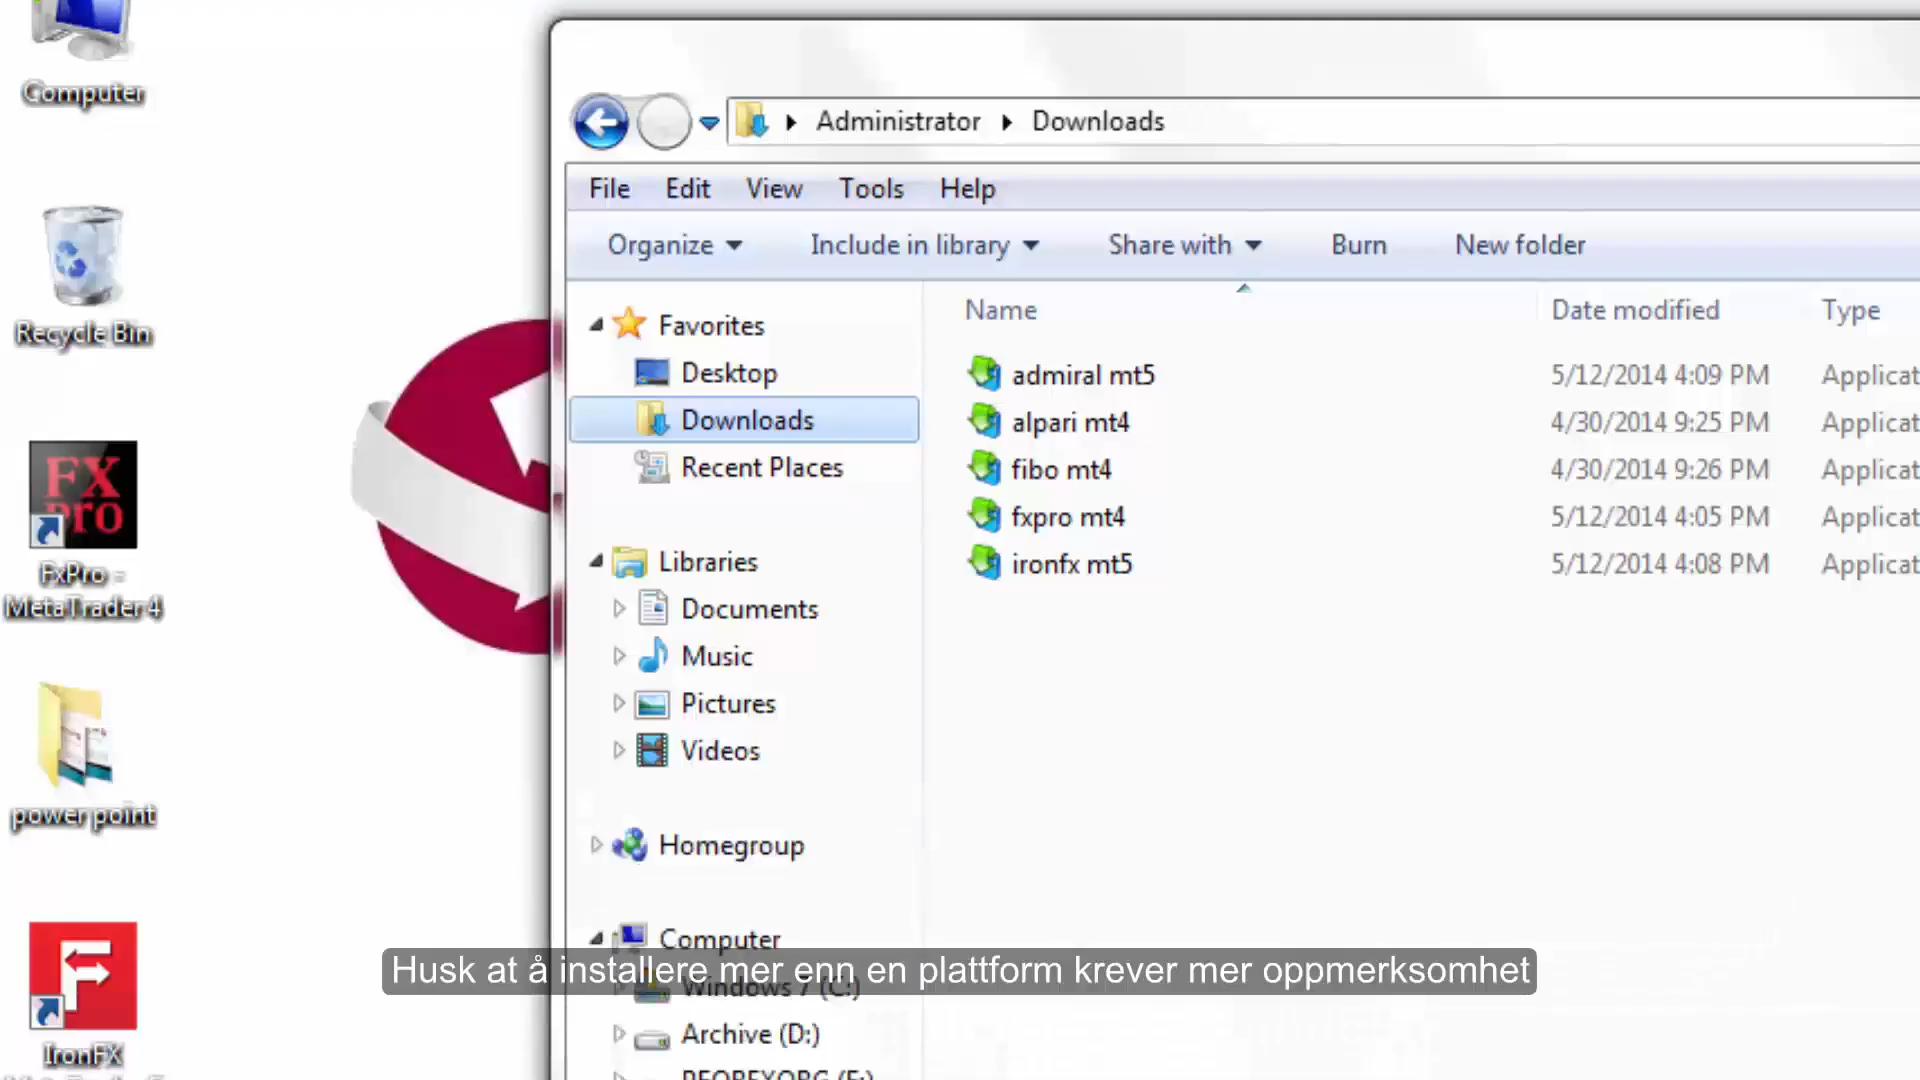 Computer
Recycle Bin
FX
pro
FxPro -
MetaTrader 4
power point
IronFX
Administrator
Downloads
File Edit View Tools Help
Organize Include in library Share with Burn New folder
Favorites
Desktop
Downloads
Recent Places
Libraries
Documents
Music
Pictures
Videos
Homegroup
Computer
Windows 7 (C:)
Archive (D:)
Name Date modified Type
admiral mt5 5/12/2014 4:09 PM Applicat
alpari mt4 4/30/2014 9:25 PM Applicat
fibo mt4 4/30/2014 9:26 PM Applicat
fxpro mt4 5/12/2014 4:05 PM Applicat
ironfx mt5 5/12/2014 4:08 PM Applicat
Husk at å installere mer enn en plattform krever mer oppmerksomhet